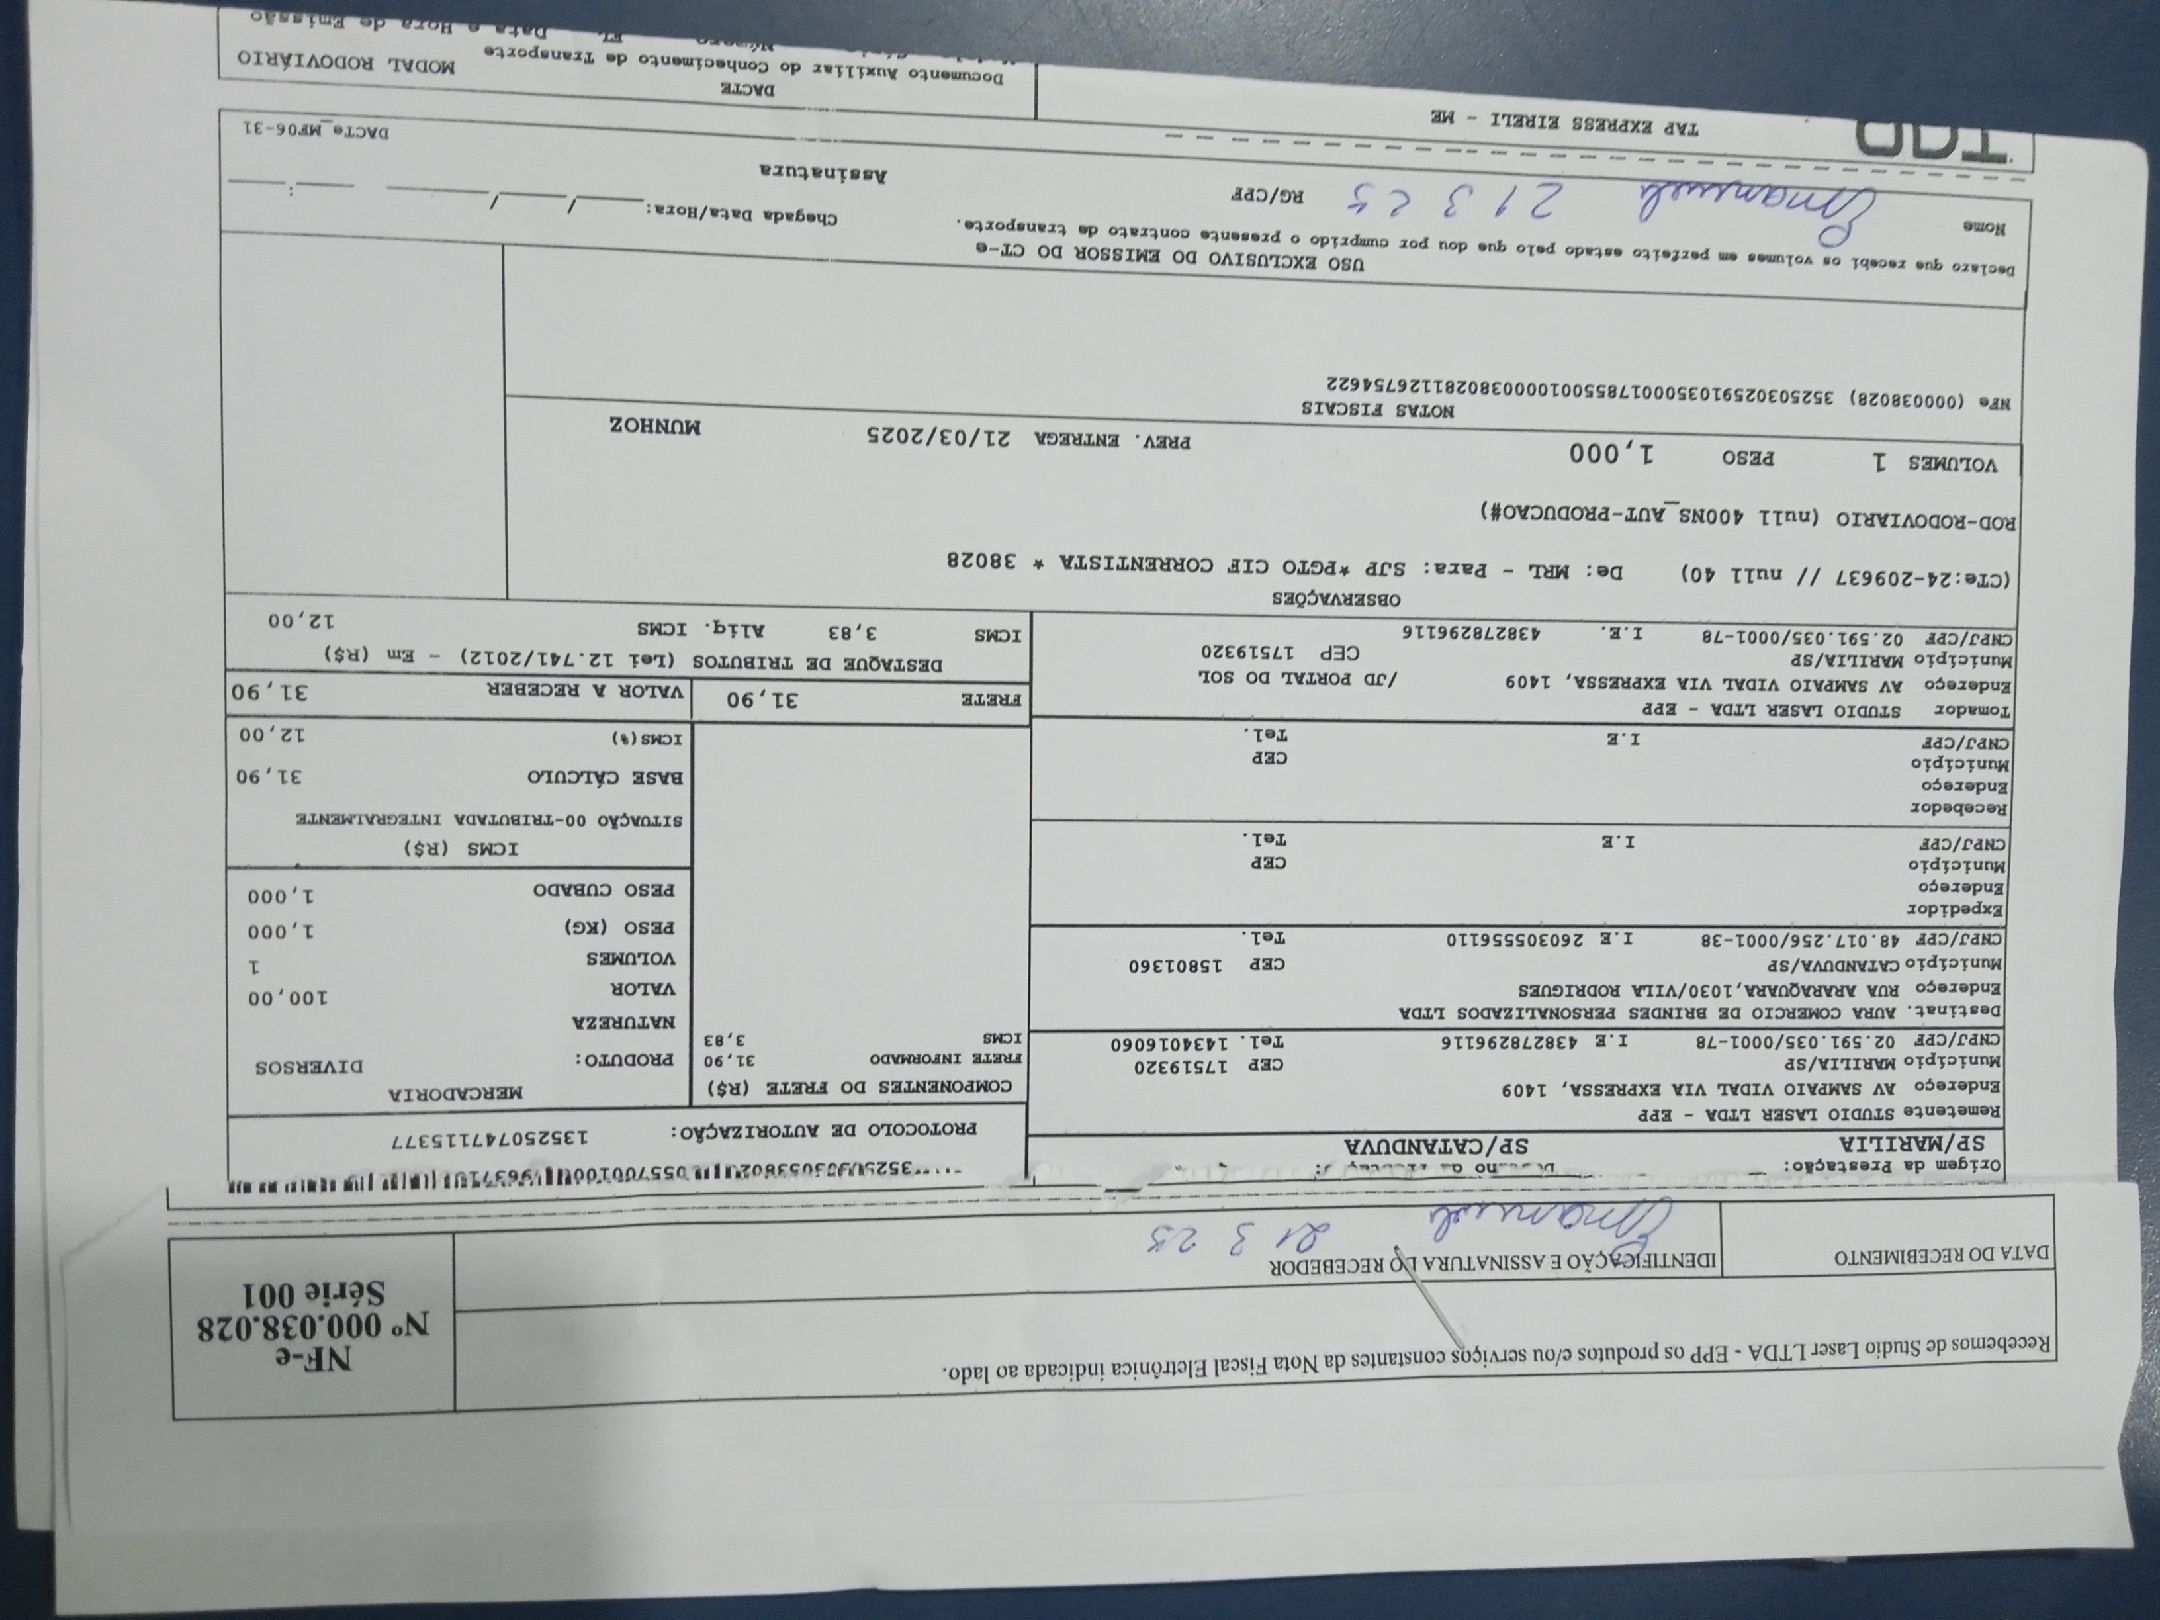 Recebemos de Studio Laser LTDA - EPP os produtos e/ou serviços constantes da Nota Fiscal Eletrônica indicada ao lado.
NF-e
Nº 000.038.028
Série 001
DATA DO RECEBIMENTO
IDENTIFICAÇÃO E ASSINATURA DO RECEBEDOR
Emanuele 21 3 25
Origem da Prestação:
SP/MARILIA SP/CATANDUVA
PROTOCOLO DE AUTORIZAÇÃO: 135250747115377
Remetente STUDIO LASER LTDA - EPP
Endereço AV SAMPAIO VIDAL VIA EXPRESSA, 1409
Município MARILIA/SP CEP 17519320
CNPJ/CPF 02.591.035/0001-78 I.E 438278296116 Tel. 1434016060
Destinat. AURA COMERCIO DE BRINDES PERSONALIZADOS LTDA
Endereço RUA ARARAQUARA,1030/VILA RODRIGUES
Município CATANDUVA/SP CEP 15801360
CNPJ/CPF 48.017.256/0001-38 I.E 260305556110 Tel.
Expedidor
Endereço
Município CEP
CNPJ/CPF I.E Tel.
Recebedor
Endereço
Município CEP
CNPJ/CPF I.E Tel.
Tomador STUDIO LASER LTDA - EPP
Endereço AV SAMPAIO VIDAL VIA EXPRESSA, 1409 /JD PORTAL DO SOL
Município MARILIA/SP CEP 17519320
CNPJ/CPF 02.591.035/0001-78 I.E. 438278296116
COMPONENTES DO FRETE (R$)
FRETE INFORMADO 31,90
ICMS 3,83
MERCADORIA
PRODUTO: DIVERSOS
NATUREZA
VALOR 100,00
VOLUMES 1
PESO (KG) 1,000
PESO CUBADO 1,000
ICMS (R$)
SITUAÇÃO 00-TRIBUTADA INTEGRALMENTE
BASE CÁLCULO 31,90
ICMS(%) 12,00
FRETE 31,90 VALOR A RECEBER 31,90
DESTAQUE DE TRIBUTOS (Lei 12.741/2012) - Em (R$)
ICMS 3,83 Aliq. ICMS 12,00
OBSERVAÇÕES
(CTe:24-209637 // null 40) De: MRL - Para: SJP *PGTO CIF CORRENTISTA * 38028
ROD-RODOVIARIO (null 400NS_AUT-PRODUCAO#)
VOLUMES 1 PESO 1,000 PREV. ENTREGA 21/03/2025 MUNHOZ
NOTAS FISCAIS
NFe (000038028) 35250302591035000178550010000380281126754622
USO EXCLUSIVO DO EMISSOR DO CT-e
Declaro que recebi os volumes em perfeito estado pelo que dou por cumprido o presente contrato de transporte.
Chegada Data/Hora: / / :
Nome Emanuele 21 3 25 RG/CPF
Assinatura
DACTe_MF06-31
TAP EXPRESS EIRELI - ME
DACTE
Documento Auxiliar do Conhecimento de Transporte
MODAL RODOVIÁRIO
Data e Hora de Emissão